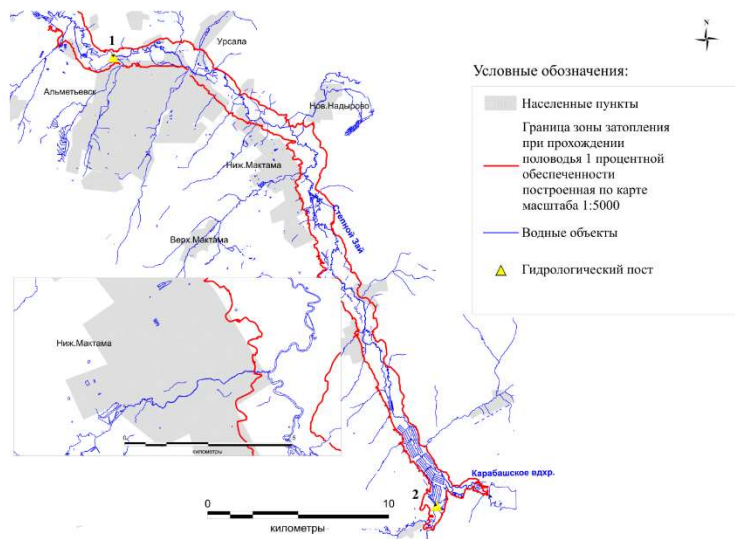 N
1
Урсала
Альметьевск
Нов.Надырово
Ниж.Мактама
Степной Зай
Верх.Мактама
Ниж.Мактама
0
километры
Карабашское вдхр.
2
0 10
километры
Условные обозначения:
Населенные пункты
Граница зоны затопления
при прохождении
половодья 1 процентной
обеспеченности
построенная по карте
масштаба 1:5000
Водные объекты
Гидрологический пост